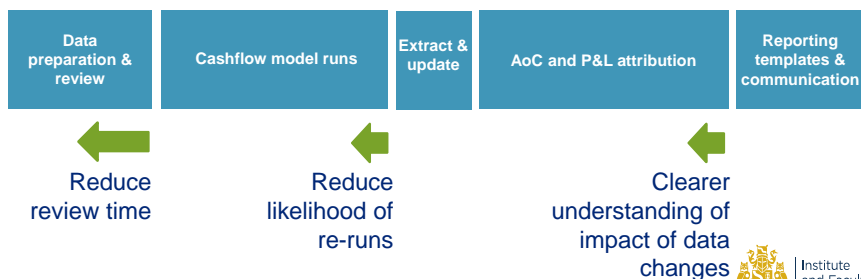 Data
preparation &
review
Cashflow model runs
Extract &
update
AoC and P&L attribution
Reporting
templates &
communication
Reduce
review time
Reduce
likelihood of
re-runs
Clearer
understanding of
impact of data
changes
Institute